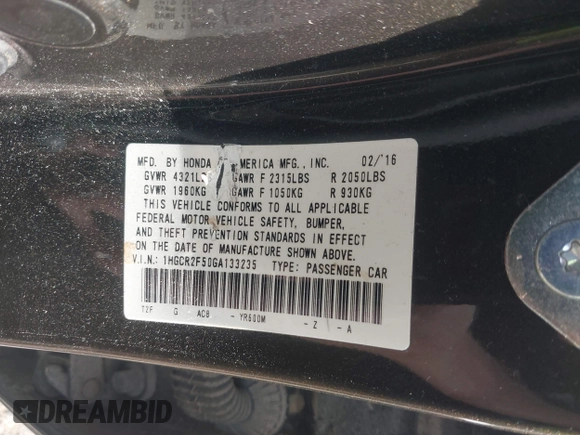 MFD. BY HONDA MERICA MFG., INC. 02/'16
GVWR 4321L GAWR F 2315LBS R 2050LBS
GVWR 1960KG GAWR F 1050KG R 930KG
THIS VEHICLE CONFORMS TO ALL APPLICABLE
FEDERAL MOTOR VEHICLE SAFETY, BUMPER,
AND THEFT PREVENTION STANDARDS IN EFFECT
ON THE DATE OF MANUFACTURE SHOWN ABOVE.
V.I.N.: 1HGCR2F50GA133235 TYPE: PASSENGER CAR
T2F G AC8 - YR600M - Z - A
DREAMBID